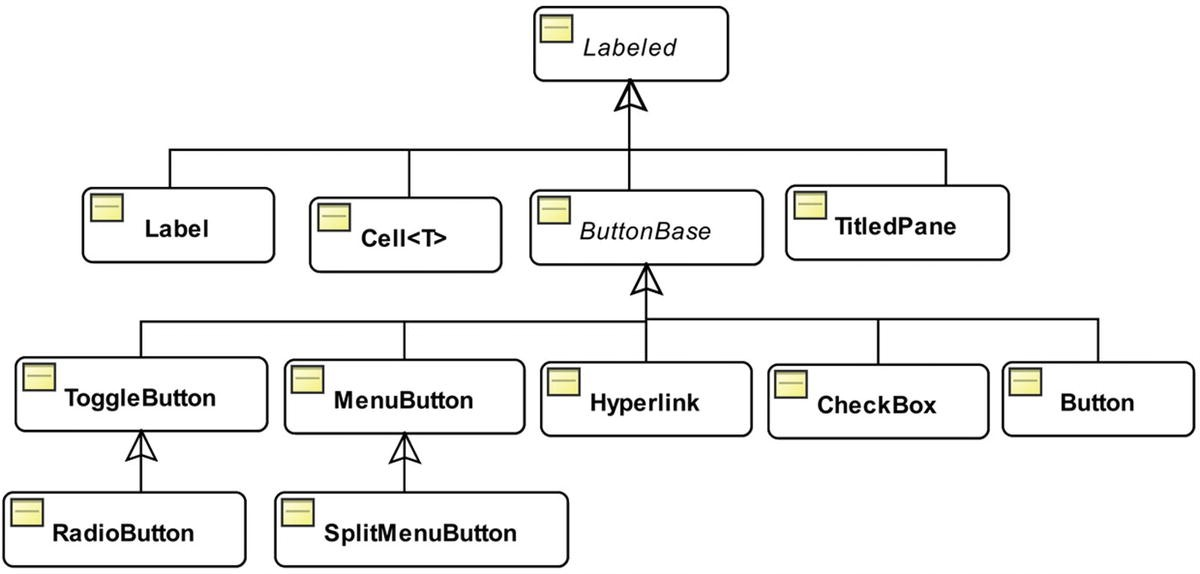 Labeled
Label
Cell<T>
ButtonBase
TitledPane
ToggleButton
MenuButton
Hyperlink
CheckBox
Button
RadioButton
SplitMenuButton